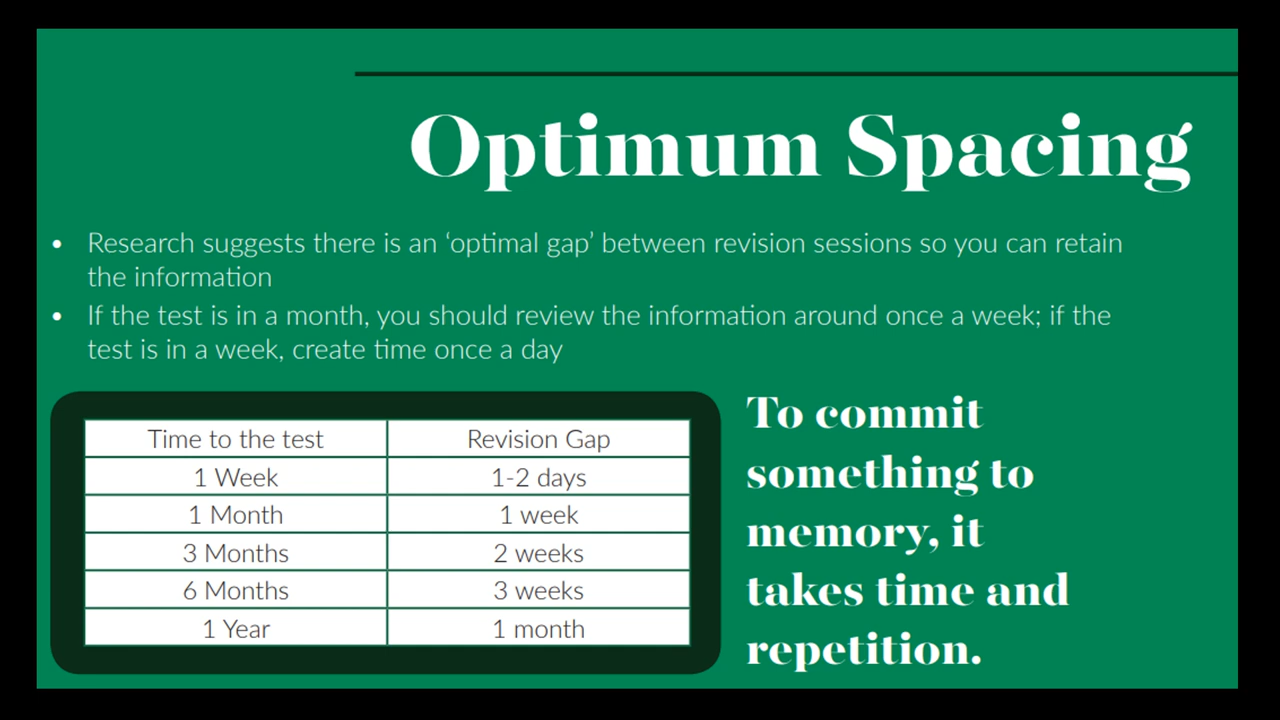 Optimum Spacing
• Research suggests there is an ‘optimal gap’ between revision sessions so you can retain
the information
• If the test is in a month, you should review the information around once a week; if the
test is in a week, create time once a day
Time to the test Revision Gap
1 Week 1-2 days
1 Month 1 week
3 Months 2 weeks
6 Months 3 weeks
1 Year 1 month
To commit
something to
memory, it
takes time and
repetition.